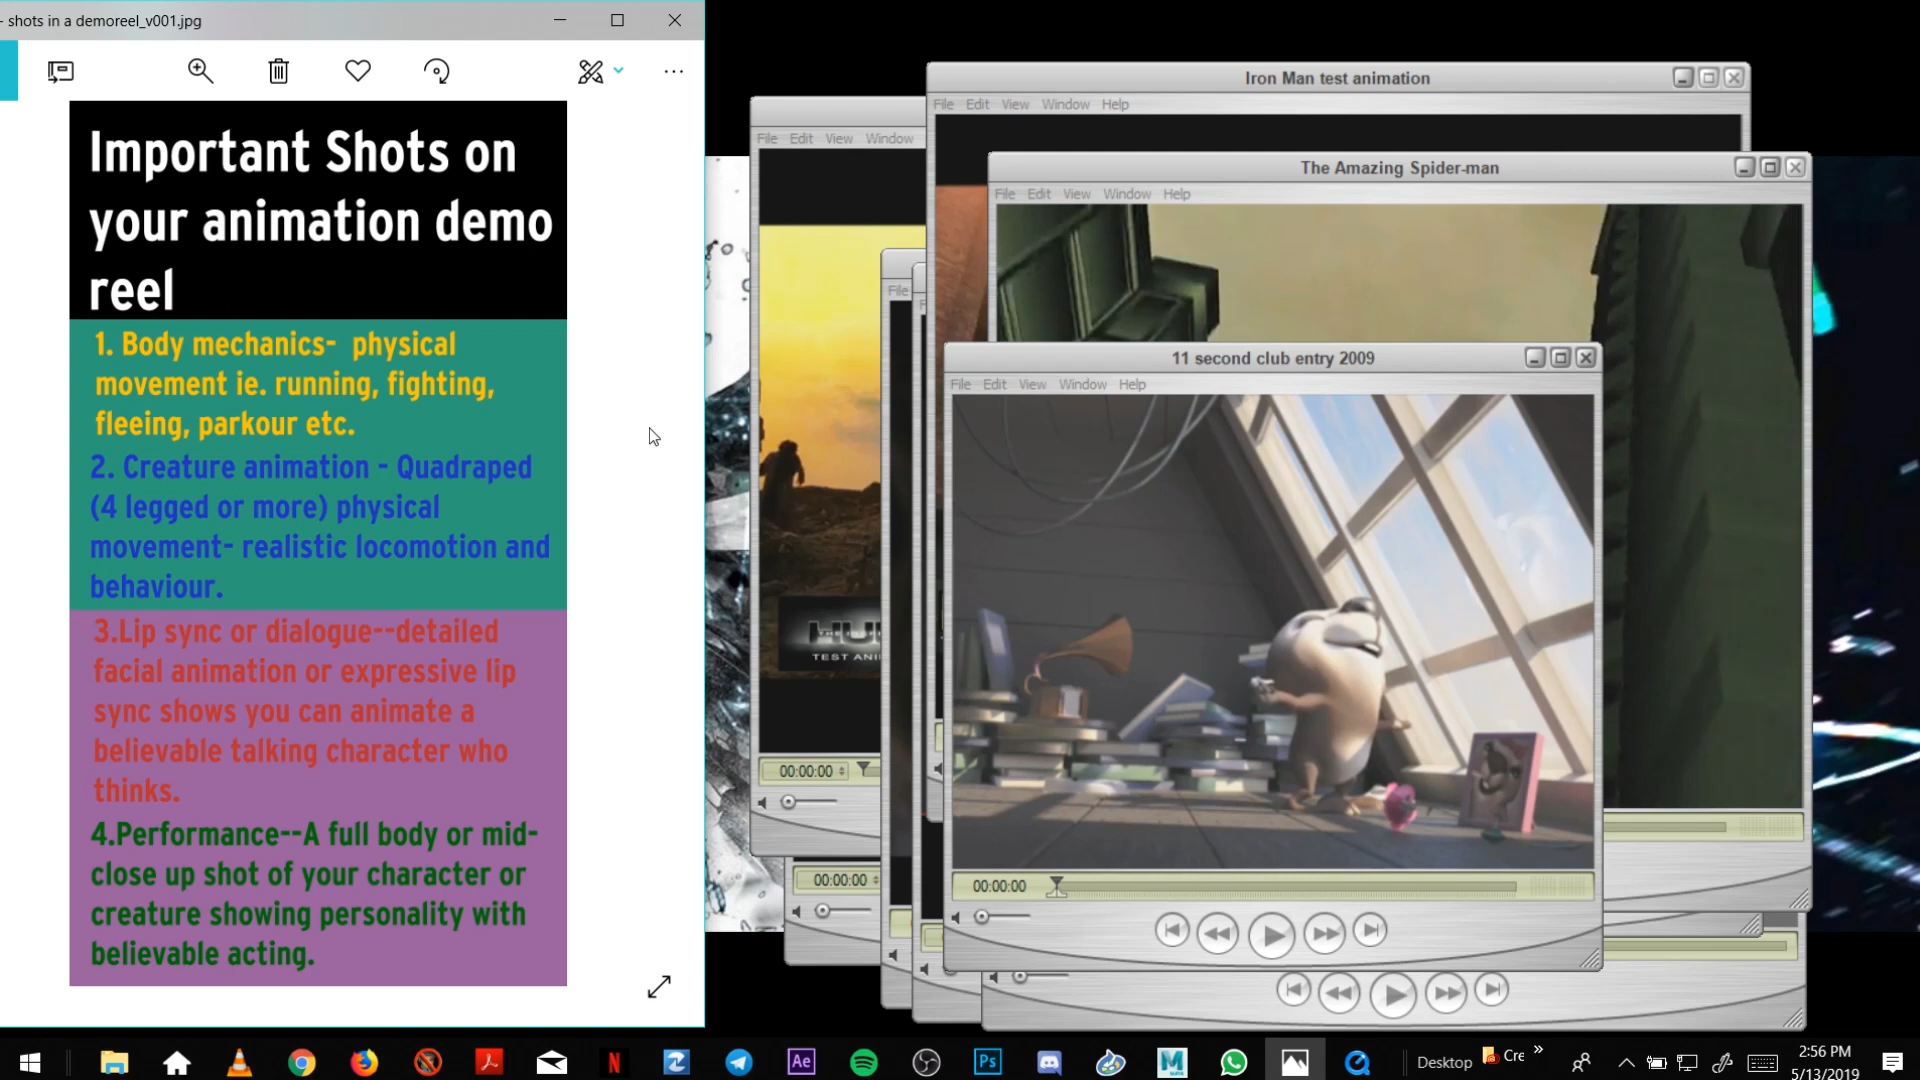 - shots in a demoreel_v001.jpg
Important Shots on
your animation demo
reel
1. Body mechanics- physical
movement ie. running, fighting,
fleeing, parkour etc.
2. Creature animation - Quadraped
(4 legged or more) physical
movement- realistic locomotion and
behaviour.
3.Lip sync or dialogue--detailed
facial animation or expressive lip
sync shows you can animate a
believable talking character who
thinks.
4.Performance--A full body or mid-
close up shot of your character or
creature showing personality with
believable acting.
File Edit View Window
TEST ANI
00:00:00
00:00:00
File
Iron Man test animation
File Edit View Window Help
The Amazing Spider-man
File Edit View Window Help
11 second club entry 2009
File Edit View Window Help
00:00:00
N
Ae
Ps
M
Desktop
Cre
2:56 PM
5/13/2019